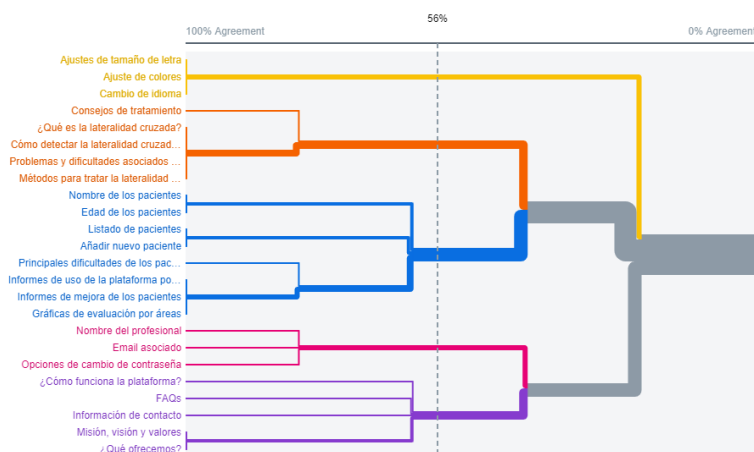 56%
100% Agreement
0% Agreement
Ajustes de tamaño de letra
Ajuste de colores
Cambio de idioma
Consejos de tratamiento
¿Qué es la lateralidad cruzada?
Cómo detectar la lateralidad cruzad...
Problemas y dificultades asociados ...
Métodos para tratar la lateralidad ...
Nombre de los pacientes
Edad de los pacientes
Listado de pacientes
Añadir nuevo paciente
Principales dificultades de los pac...
Informes de uso de la plataforma po...
Informes de mejora de los pacientes
Gráficas de evaluación por áreas
Nombre del profesional
Email asociado
Opciones de cambio de contraseña
¿Cómo funciona la plataforma?
FAQs
Información de contacto
Misión, visión y valores
¿Qué ofrecemos?